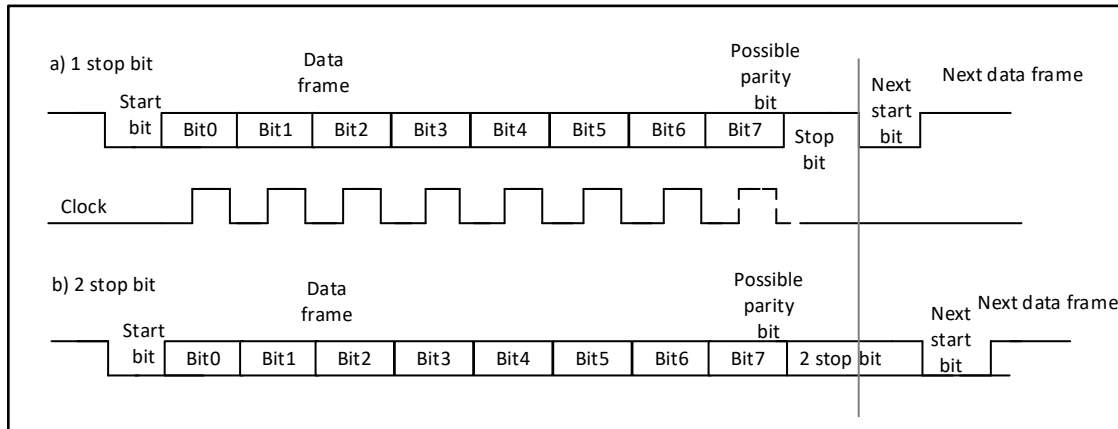 a) 1 stop bit
Data
frame
Possible
parity
bit
Next data frame
Start
bit
Bit0 Bit1 Bit2 Bit3 Bit4 Bit5 Bit6 Bit7
Stop
bit
Next
start
bit
Clock
b) 2 stop bit
Data
frame
Possible
parity
bit
Next data frame
Start
bit
Bit0 Bit1 Bit2 Bit3 Bit4 Bit5 Bit6 Bit7 2 stop bit
Next
start
bit